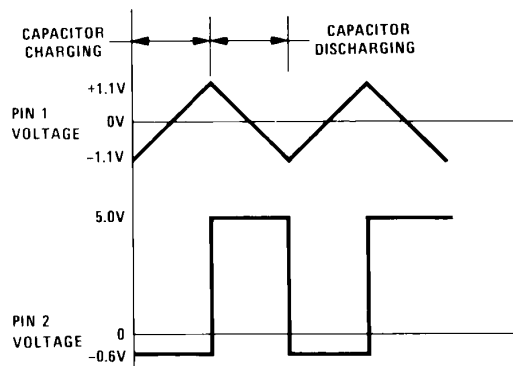 CAPACITOR
CHARGING
CAPACITOR
DISCHARGING
+1.1V
PIN 1
VOLTAGE
0V
-1.1V
5.0V
PIN 2
VOLTAGE
0
-0.6V